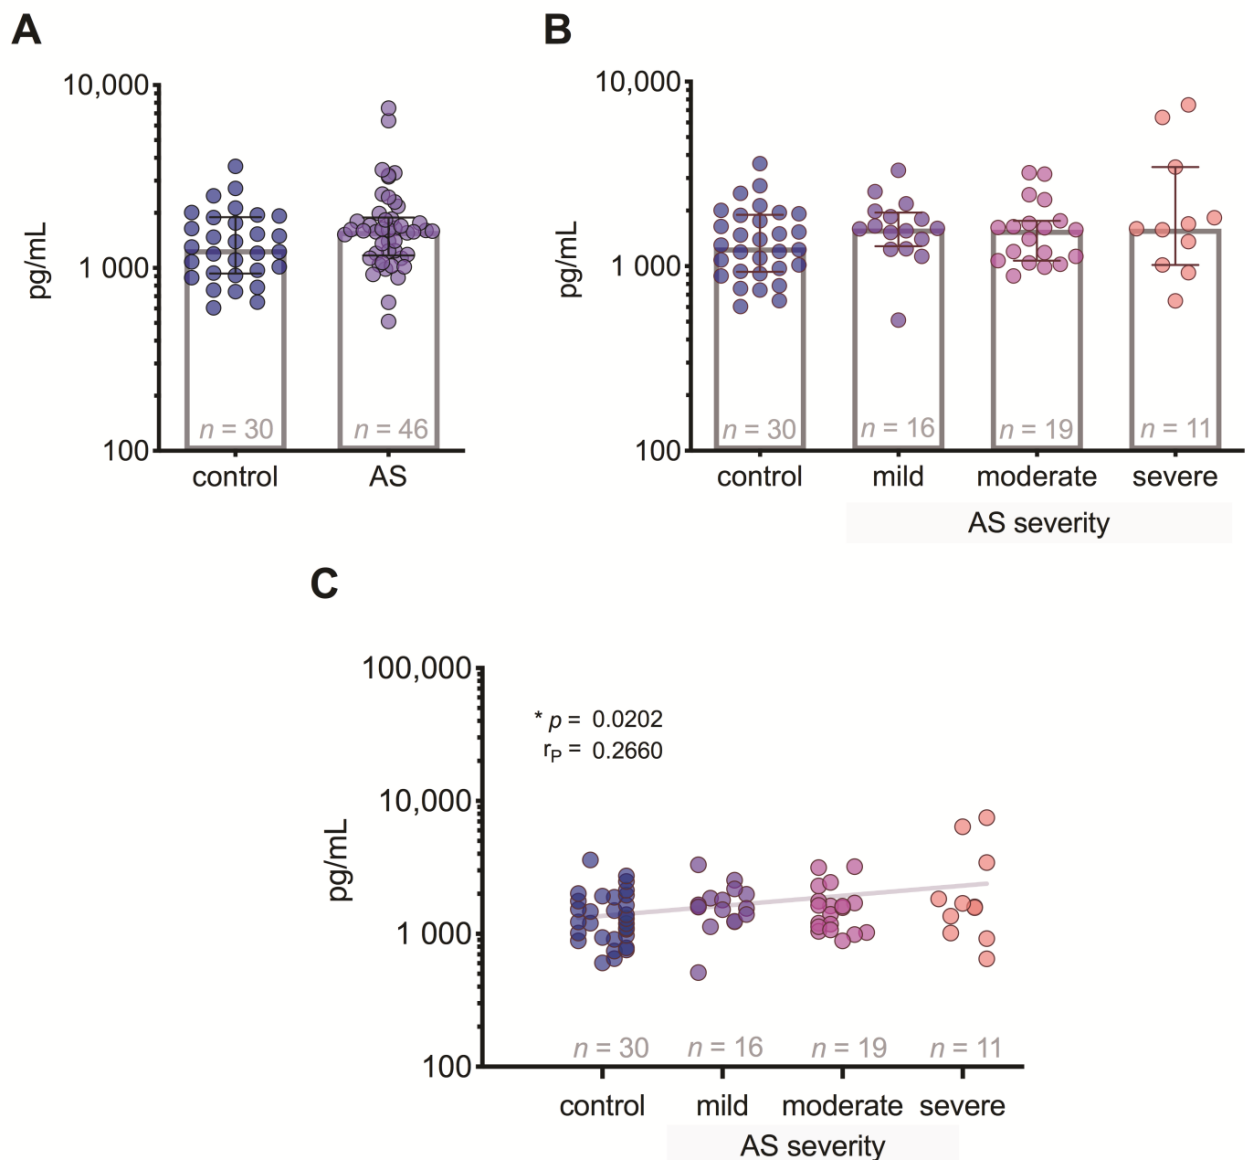 A
10,000
1 000
100
pg/mL
n = 30
n = 46
control
AS
B
10,000
1 000
100
pg/mL
n = 30
n = 16
n = 19
n = 11
control
mild
moderate
severe
AS severity
C
100,000
10,000
1 000
100
pg/mL
* p = 0.0202
rP = 0.2660
n = 30
n = 16
n = 19
n = 11
control
mild
moderate
severe
AS severity